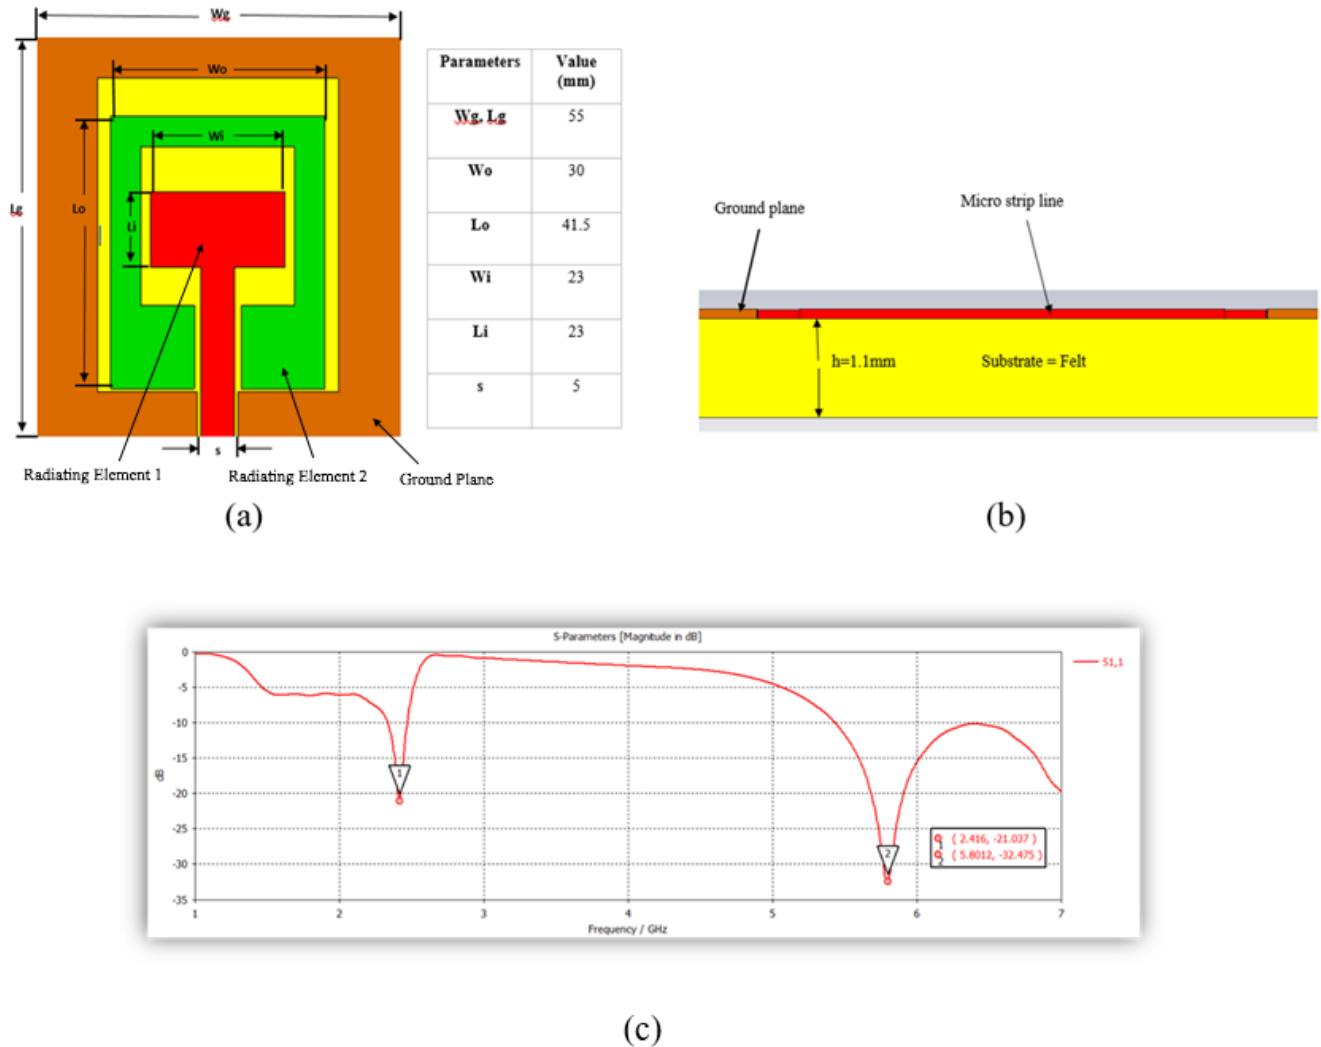 Wg
Wo
Wi
Lg
Lo
Li
s
Radiating Element 1
Radiating Element 2
Ground Plane
Parameters Value (mm)
Wg, Lg 55
Wo 30
Lo 41.5
Wi 23
Li 23
s 5
(a)
Ground plane
Micro strip line
h=1.1mm
Substrate = Felt
(b)
S-Parameters [Magnitude in dB]
S1,1
0
-5
-10
-15
-20
-25
-30
-35
dB
1
2
1 ( 2.416, -21.037 )
2 ( 5.8012, -32.475 )
1 2 3 4 5 6 7
Frequency / GHz
(c)